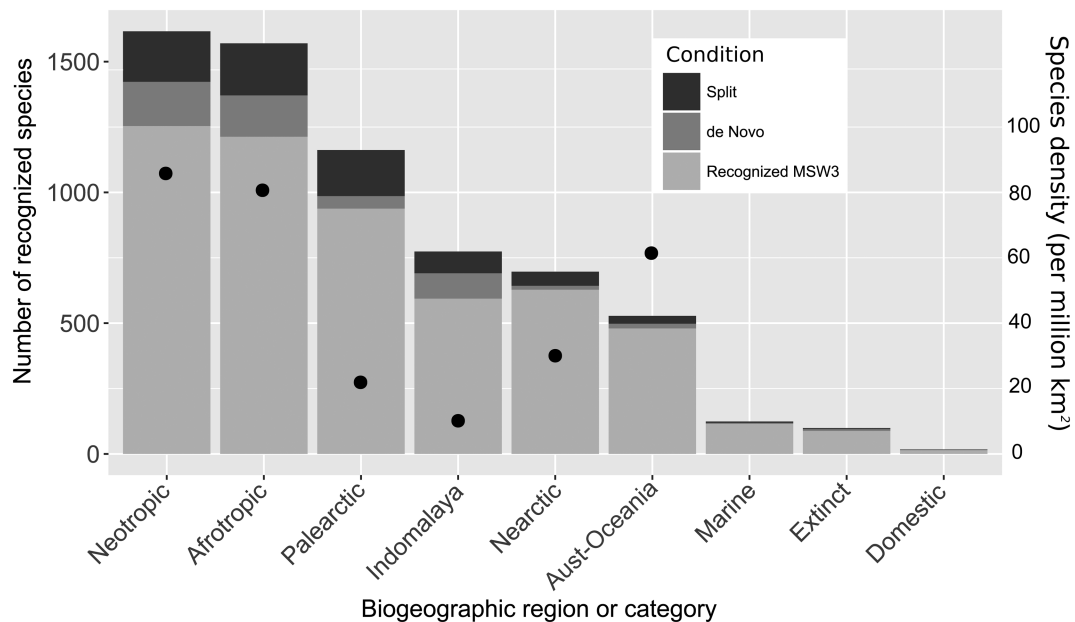 Number of recognized species
1500
1000
500
0
Condition
Split
de Novo
Recognized MSW3
100
80
60
40
20
0
Species density (per million km²)
Neotropic
Afrotropic
Palearctic
Indomalaya
Nearctic
Aust-Oceania
Marine
Extinct
Domestic
Biogeographic region or category